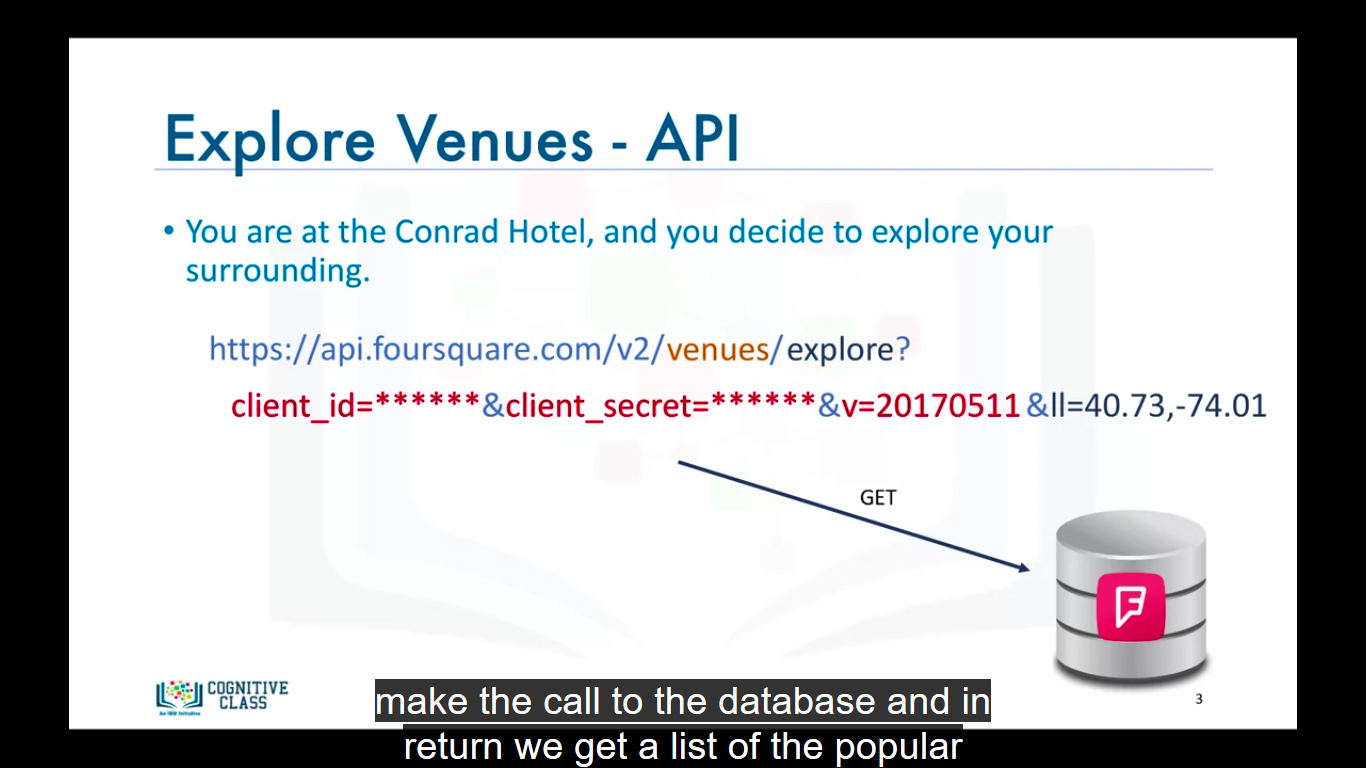 Explore Venues - API
• You are at the Conrad Hotel, and you decide to explore your
surrounding.
https://api.foursquare.com/v2/venues/explore?
client_id=******&client_secret=******&v=20170511&ll=40.73,-74.01
GET
COGNITIVE
CLASS
An IBM Initiative
3
make the call to the database and in
return we get a list of the popular